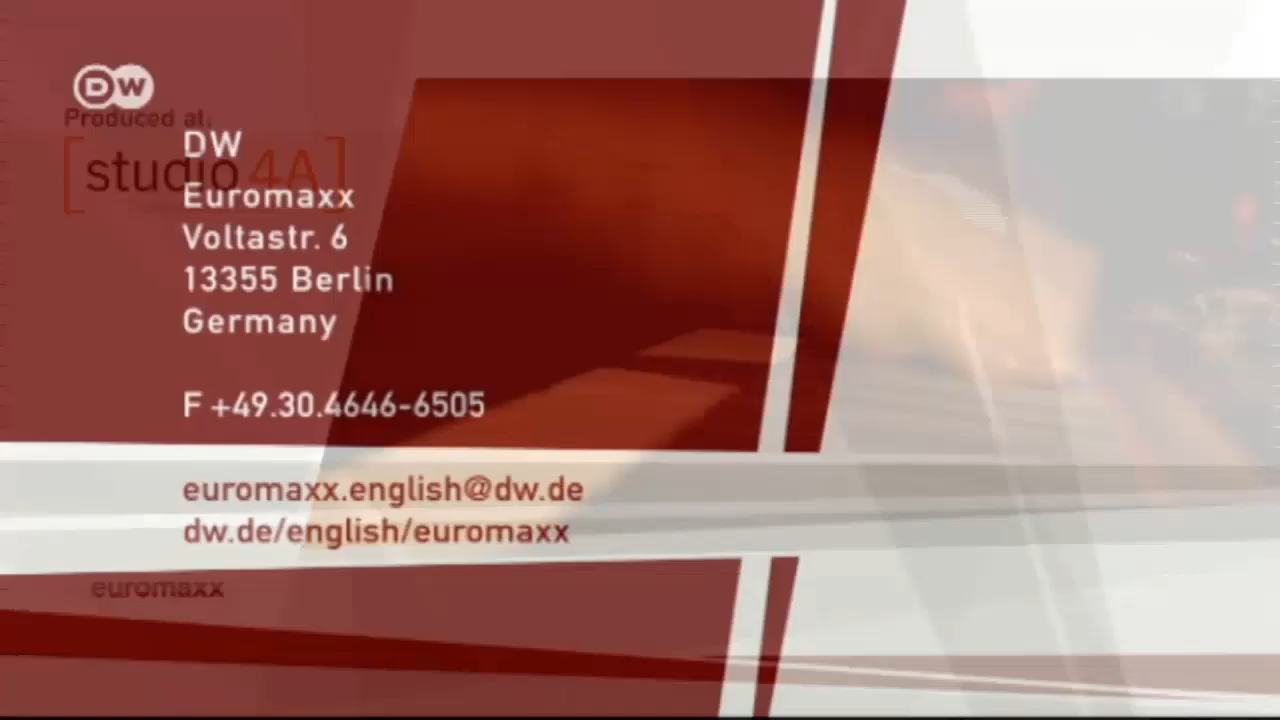 DW
Produced at:
[studio 4A]
DW
Euromaxx
Voltastr. 6
13355 Berlin
Germany
F +49.30.4646-6505
euromaxx.english@dw.de
dw.de/english/euromaxx
euromaxx